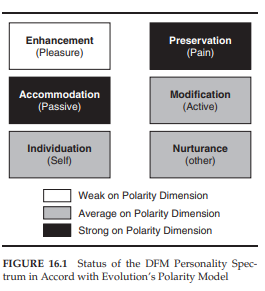 Enhancement
(Pleasure)
Preservation
(Pain)
Accommodation
(Passive)
Modification
(Active)
Individuation
(Self)
Nurturance
(other)
Weak on Polarity Dimension
Average on Polarity Dimension
Strong on Polarity Dimension
FIGURE 16.1 Status of the DFM Personality Spec-
trum in Accord with Evolution’s Polarity Model